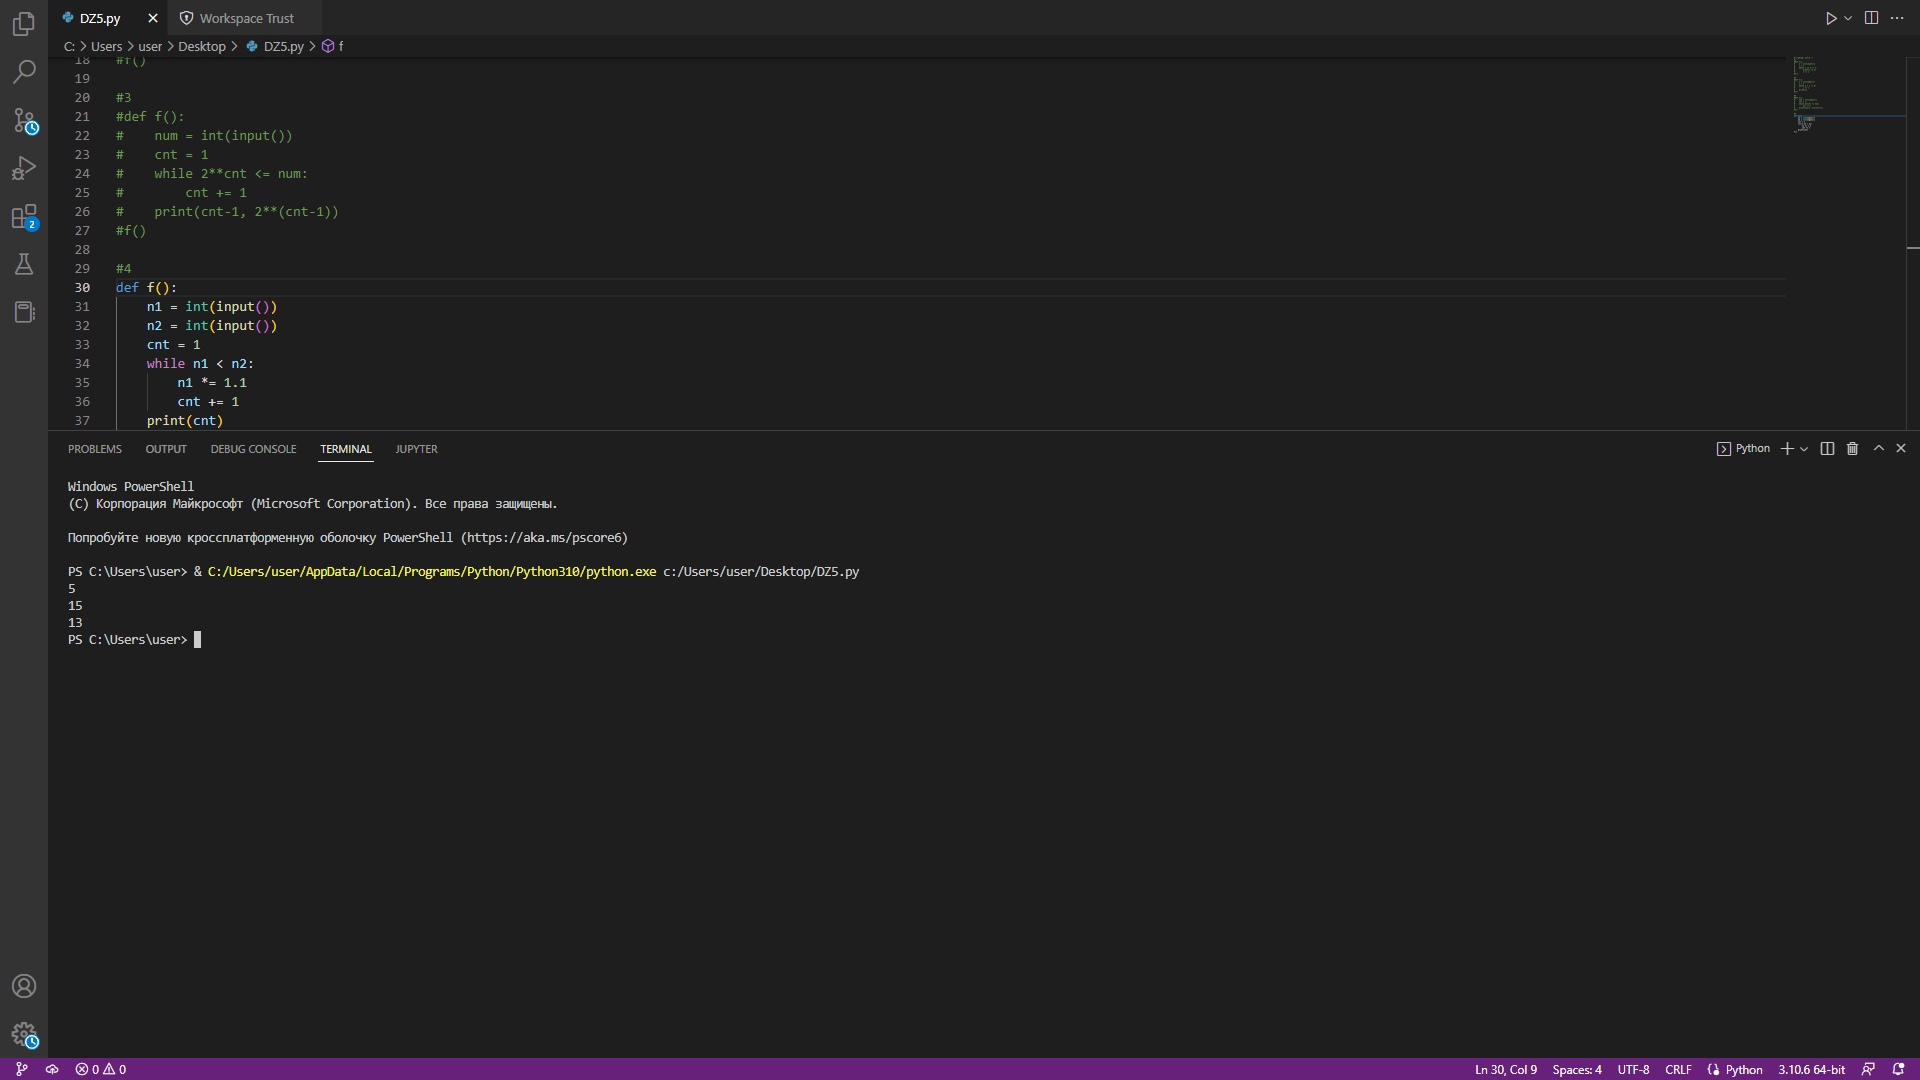 DZ5.py
Workspace Trust
C: > Users > user > Desktop > DZ5.py > f
18 #f()
19
20 #3
21 #def f():
22 #    num = int(input())
23 #    cnt = 1
24 #    while 2**cnt <= num:
25 #        cnt += 1
26 #    print(cnt-1, 2**(cnt-1))
27 #f()
28
29 #4
30 def f():
31     n1 = int(input())
32     n2 = int(input())
33     cnt = 1
34     while n1 < n2:
35         n1 *= 1.1
36         cnt += 1
37     print(cnt)
2
PROBLEMS OUTPUT DEBUG CONSOLE TERMINAL JUPYTER
Python
Windows PowerShell
(C) Корпорация Майкрософт (Microsoft Corporation). Все права защищены.
Попробуйте новую кроссплатформенную оболочку PowerShell (https://aka.ms/pscore6)
PS C:\Users\user> & C:/Users/user/AppData/Local/Programs/Python/Python310/python.exe c:/Users/user/Desktop/DZ5.py
5
15
13
PS C:\Users\user>
0 0
Ln 30, Col 9 Spaces: 4 UTF-8 CRLF Python 3.10.6 64-bit